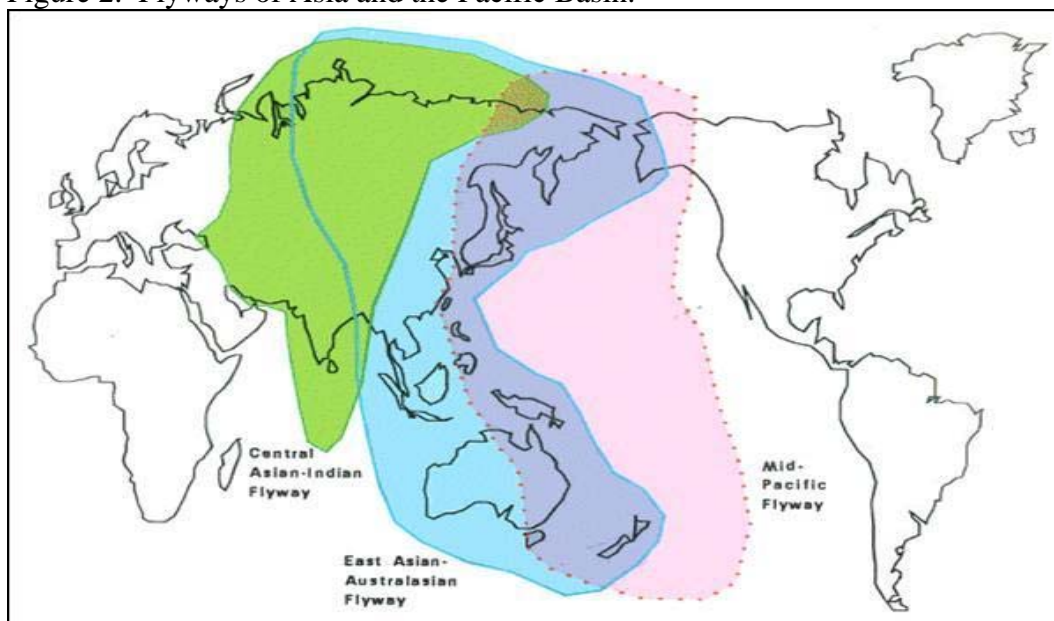 Figure 2. Flyways of Asia and the Pacific Basin.
Central
Asian-Indian
Flyway
East Asian-
Australasian
Flyway
Mid-
Pacific
Flyway